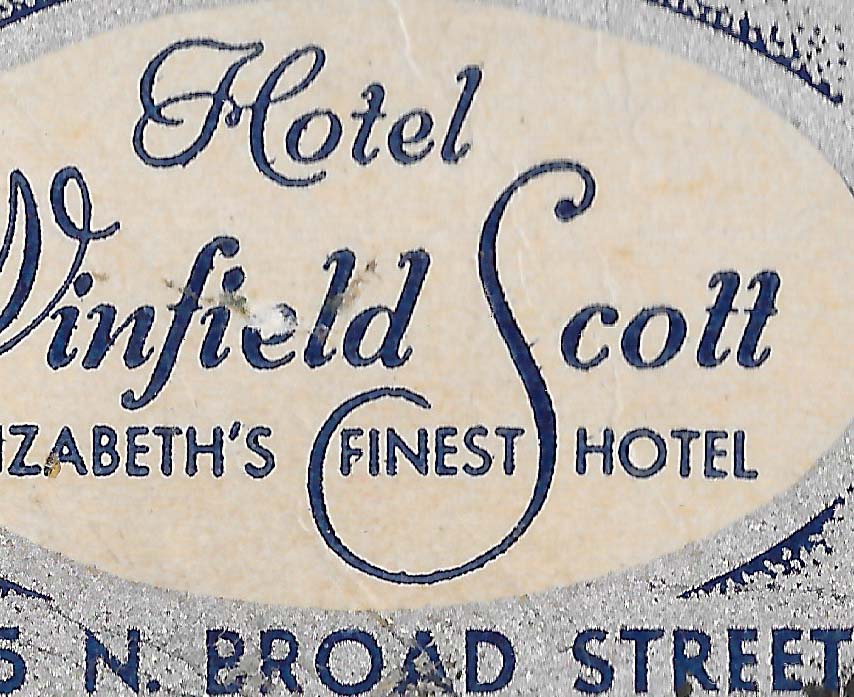 Hotel
Winfield Scott
IZABETH'S FINEST HOTEL
5 N. BROAD STREET